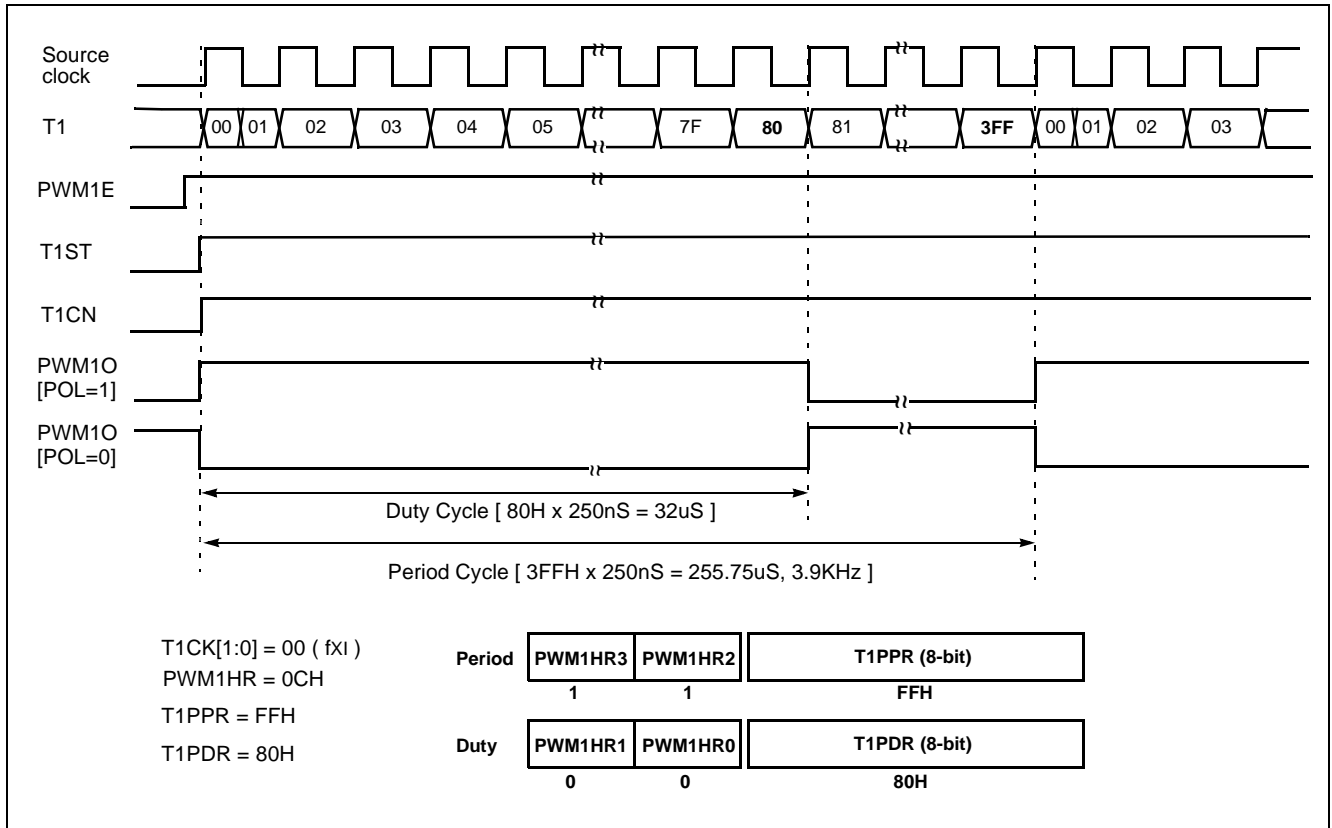 Source
clock
T1
00 01 02 03 04 05 7F 80 81 3FF 00 01 02 03
PWM1E
T1ST
T1CN
PWM1O
[POL=1]
PWM1O
[POL=0]
Duty Cycle [ 80H x 250nS = 32uS ]
Period Cycle [ 3FFH x 250nS = 255.75uS, 3.9KHz ]
T1CK[1:0] = 00 ( fXI )
PWM1HR = 0CH
T1PPR = FFH
T1PDR = 80H
Period PWM1HR3 PWM1HR2 T1PPR (8-bit)
1 1 FFH
Duty PWM1HR1 PWM1HR0 T1PDR (8-bit)
0 0 80H